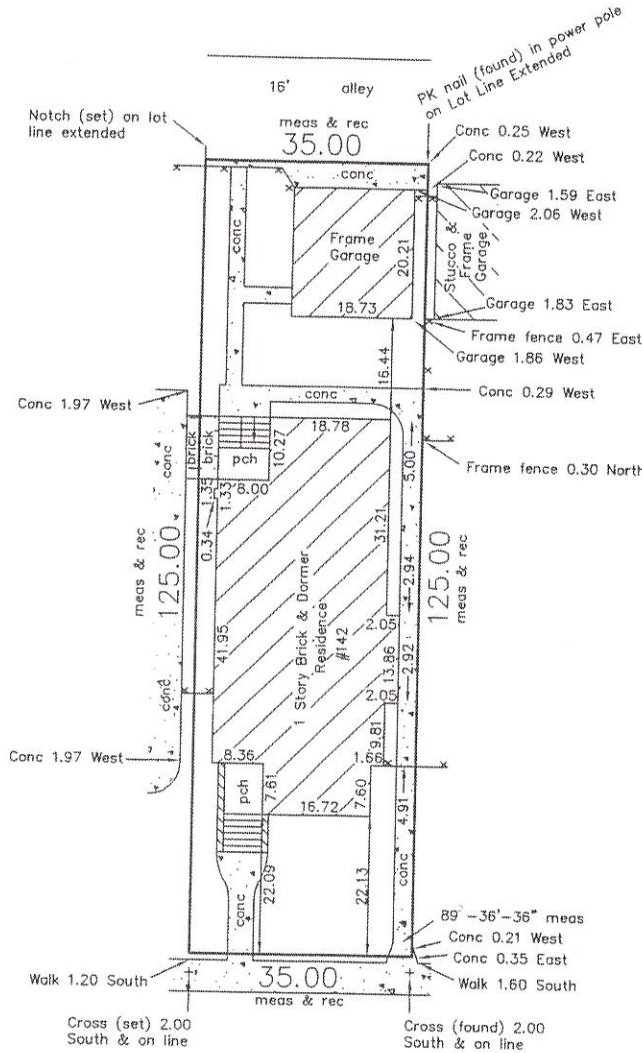 16' alley
PK nail (found) in power pole
on Lot Line Extended
Notch (set) on lot
line extended
meas & rec
35.00
Conc 0.25 West
Conc 0.22 West
conc
Garage 1.59 East
Garage 2.06 West
conc
Frame
Garage
20.21
Stucco &
Frame
Garage
18.73
Garage 1.83 East
Frame fence 0.47 East
Garage 1.86 West
16.44
conc
Conc 0.29 West
Conc 1.97 West
18.78
conc
brick
brick
pch
10.27
5.00
Frame fence 0.30 North
8.00
1.35
1.33
0.34
31.21
125.00
meas & rec
125.00
meas & rec
2.94
1 Story Brick & Dormer
Residence
#142
2.05
41.95
13.86
2.92
conc
2.05
9.81
Conc 1.97 West
8.36
1.66
pch
7.61
7.60
16.72
4.91
22.09
22.13
conc
conc
89°-36'-36" meas
Conc 0.21 West
Conc 0.35 East
Walk 1.20 South
35.00
meas & rec
Walk 1.60 South
Cross (set) 2.00
South & on line
Cross (found) 2.00
South & on line